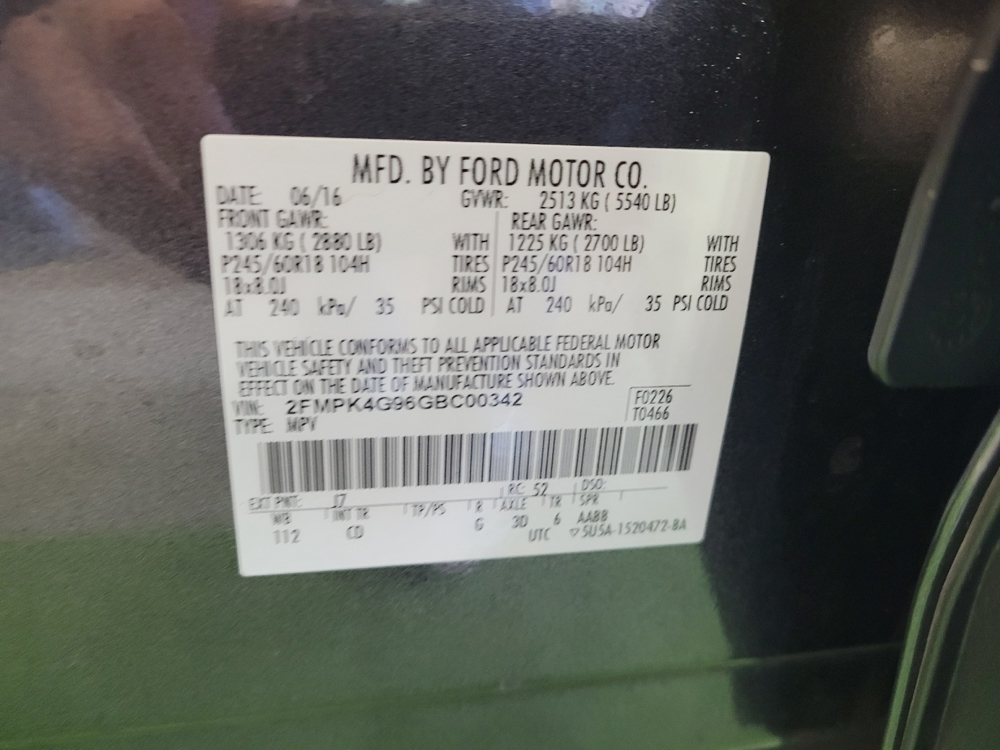 MFD. BY FORD MOTOR CO.
DATE: 06/16 GVWR: 2513 KG ( 5540 LB)
FRONT GAWR: REAR GAWR:
1306 KG ( 2880 LB) WITH 1225 KG ( 2700 LB) WITH
P245/60R18 104H TIRES P245/60R18 104H TIRES
18x8.0J RIMS 18x8.0J RIMS
AT 240 kPa/ 35 PSI COLD AT 240 kPa/ 35 PSI COLD
THIS VEHICLE CONFORMS TO ALL APPLICABLE FEDERAL MOTOR
VEHICLE SAFETY AND THEFT PREVENTION STANDARDS IN
EFFECT ON THE DATE OF MANUFACTURE SHOWN ABOVE.
VIN: 2FMPK4G96GBC00342 F0226
TYPE: MPV T0466
EXT PNT: J7 RC: 52 DSO:
WB INT TR TP/PS R AXLE TR SPR
112 CD G 3D 6 AABB
UTC ▽5USA-1520472-BA